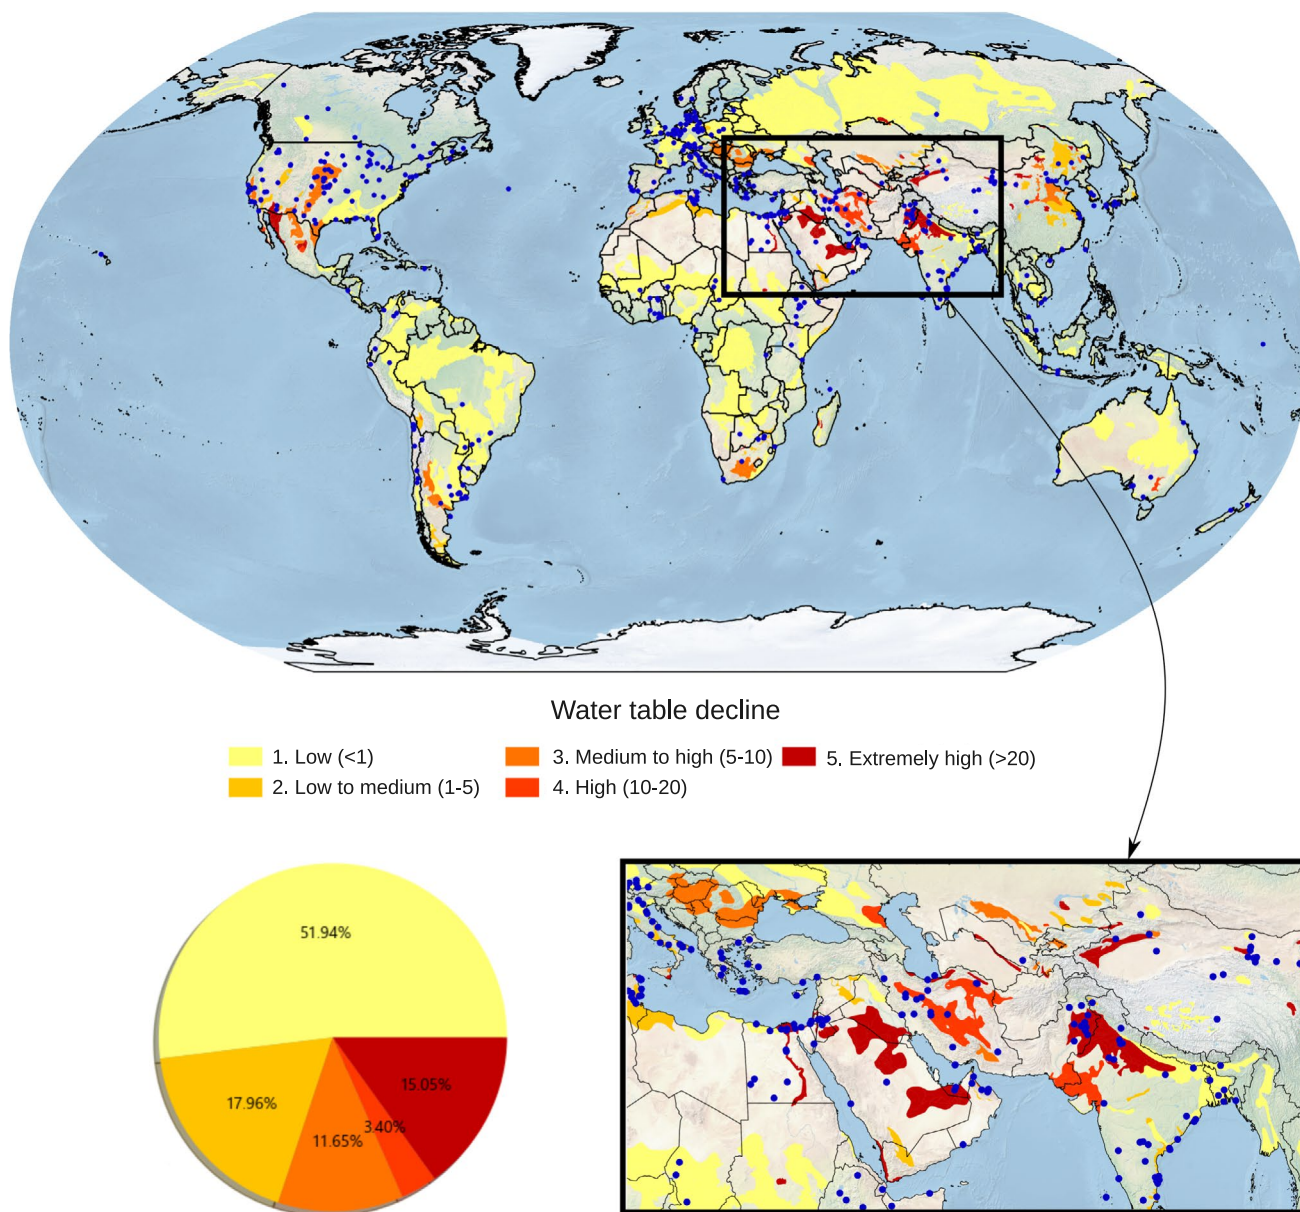 Water table decline
1. Low (<1)
3. Medium to high (5-10)
5. Extremely high (>20)
2. Low to medium (1-5)
4. High (10-20)
51.94%
15.05%
17.96%
3.40%
11.65%